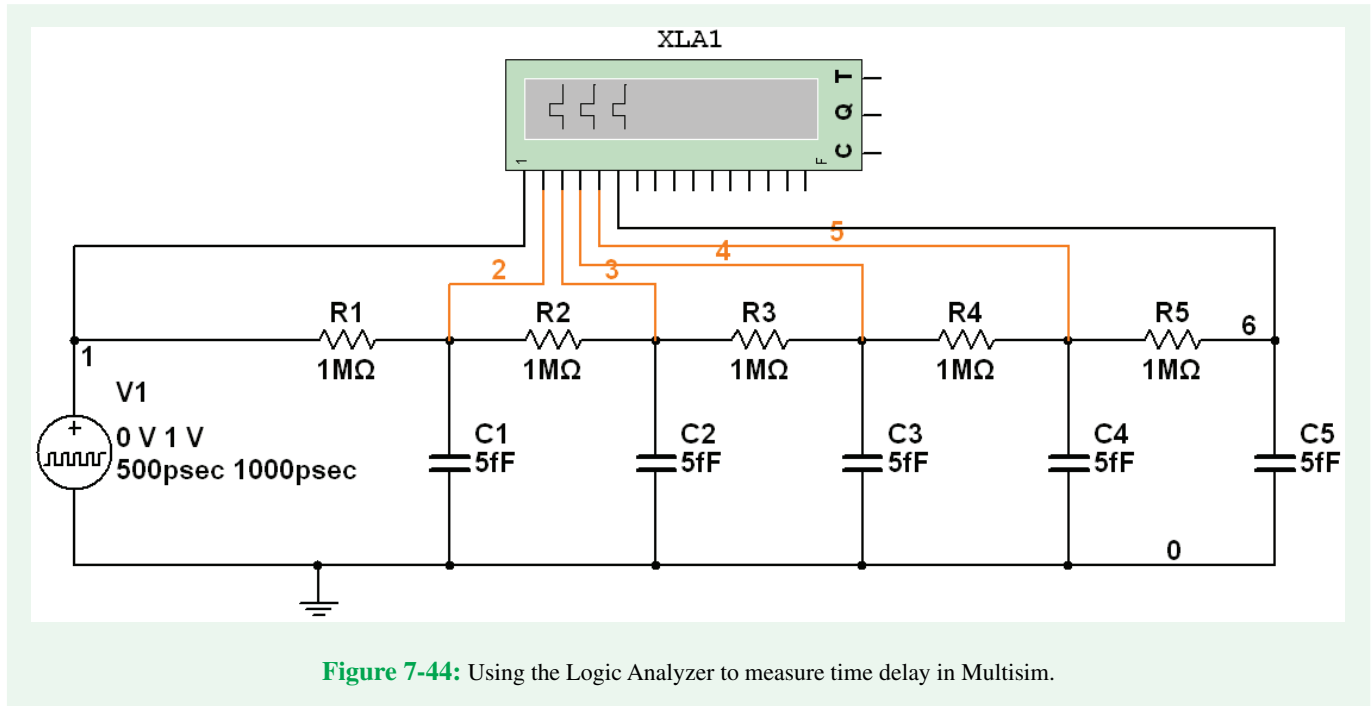 XLA1
T
Q
C
1
F
5
4
2
3
R1
R2
R3
R4
R5
6
1
1MΩ
1MΩ
1MΩ
1MΩ
1MΩ
V1
+
0 V 1 V
500psec 1000psec
C1
5fF
C2
5fF
C3
5fF
C4
5fF
C5
5fF
0
Figure 7-44: Using the Logic Analyzer to measure time delay in Multisim.